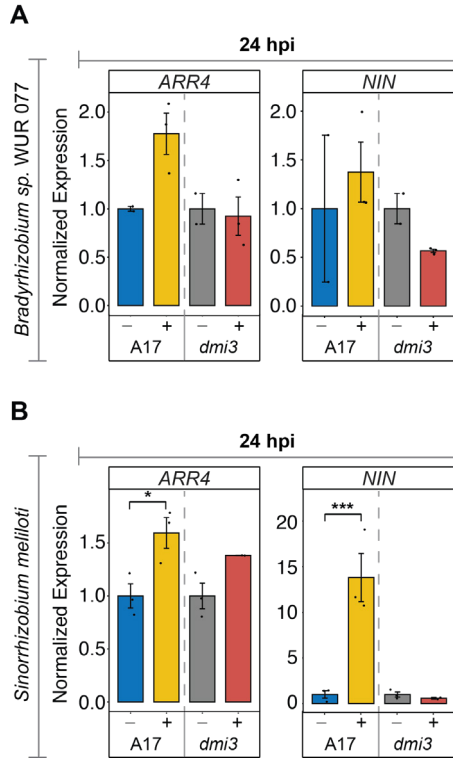 A
24 hpi
ARR4
NIN
Bradyrhizobium sp. WUR 077
Normalized Expression
2.0
1.5
1.0
0.5
0.0
2.0
1.5
1.0
0.5
0.0
– + – +
A17 dmi3
– + – +
A17 dmi3
B
24 hpi
ARR4
NIN
Sinorrhizobium meliloti
Normalized Expression
1.5
1.0
0.5
0.0
*
20
15
10
5
0
***
– + – +
A17 dmi3
– + – +
A17 dmi3